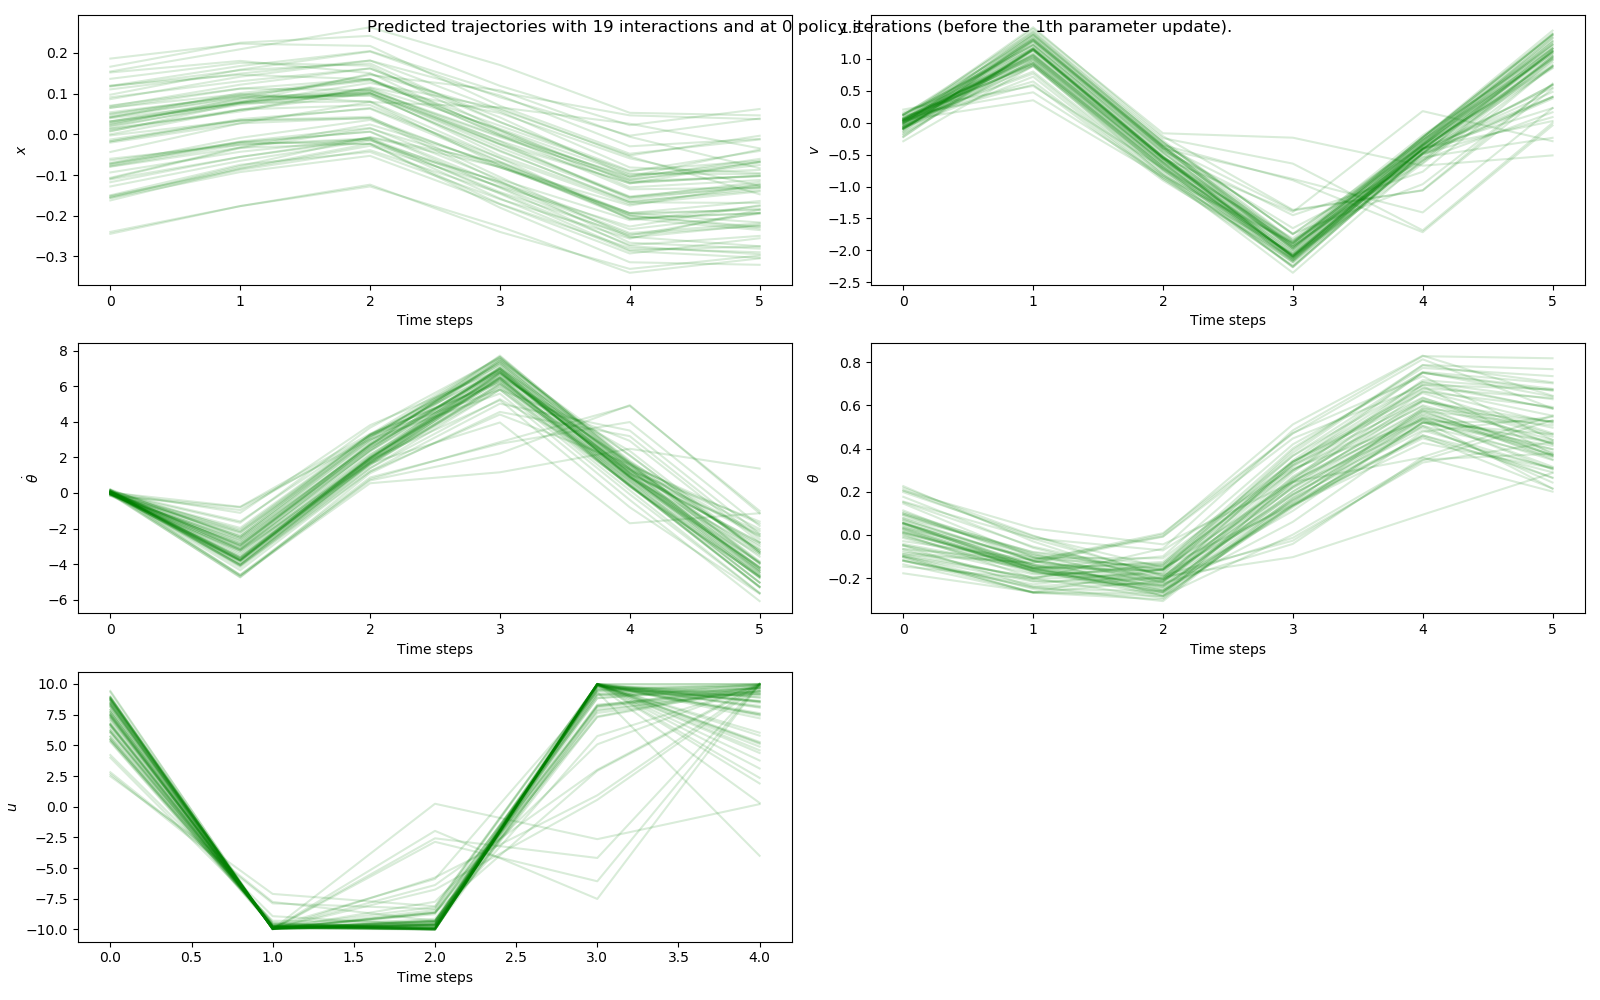 Predicted trajectories with 19 interactions and at 0 policy iterations (before the 1th parameter update).
0.2
0.1
0.0
−0.1
−0.2
−0.3
x
0 1 2 3 4 5
Time steps
1.5
1.0
0.5
0.0
−0.5
−1.0
−1.5
−2.0
−2.5
v
0 1 2 3 4 5
Time steps
8
6
4
2
0
−2
−4
−6
θ̇
0 1 2 3 4 5
Time steps
0.8
0.6
0.4
0.2
0.0
−0.2
θ
0 1 2 3 4 5
Time steps
10.0
7.5
5.0
2.5
0.0
−2.5
−5.0
−7.5
−10.0
u
0.0 0.5 1.0 1.5 2.0 2.5 3.0 3.5 4.0
Time steps